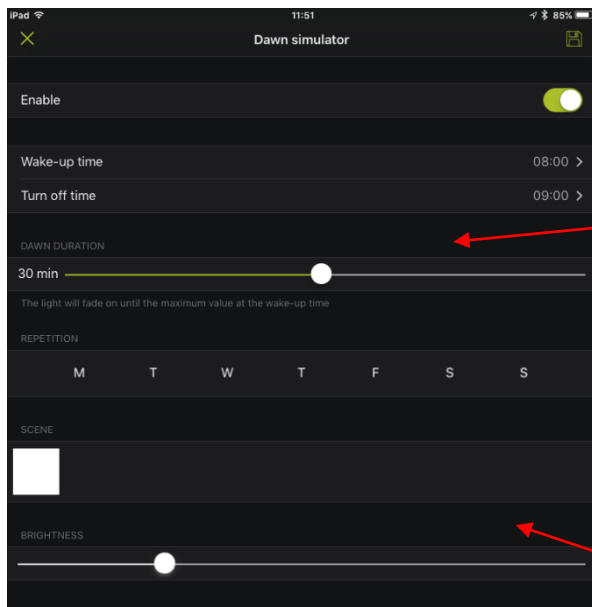 iPad 11:51 85%
Dawn simulator
Enable
Wake-up time 08:00 >
Turn off time 09:00 >
DAWN DURATION
30 min
The light will fade on until the maximum value at the wake-up time
REPETITION
M T W T F S S
SCENE
BRIGHTNESS